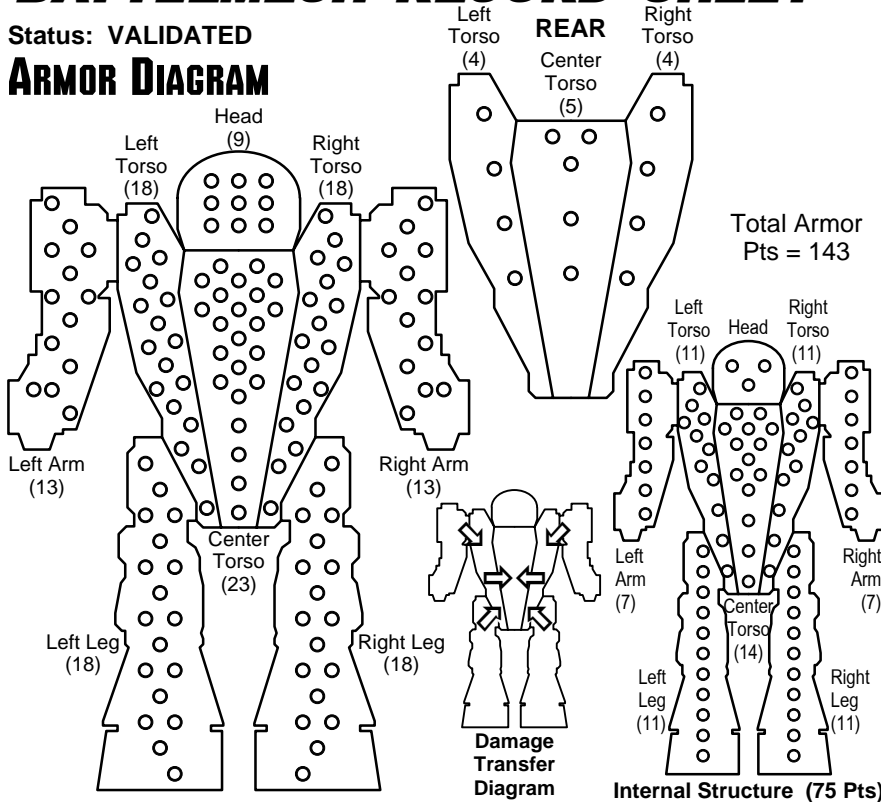 BATTLEMECH RECORD SHEET
Status: VALIDATED
ARMOR DIAGRAM
Head
(9)
Left
Torso
(18)
Right
Torso
(18)
Left Arm
(13)
Right Arm
(13)
Center
Torso
(23)
Left Leg
(18)
Right Leg
(18)
Left
Torso
(4)
REAR
Center
Torso
(5)
Right
Torso
(4)
Total Armor
Pts = 143
Left
Torso
(11)
Head
Right
Torso
(11)
Left
Arm
(7)
Right
Arm
(7)
Center
Torso
(14)
Left
Leg
(11)
Right
Leg
(11)
Damage
Transfer
Diagram
Internal Structure (75 Pts)